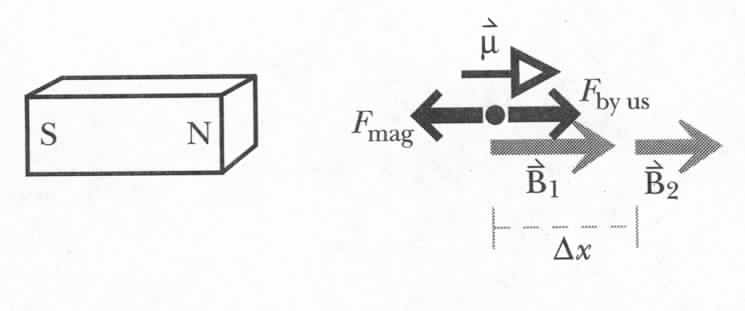 S N
μ⃗
F_mag
F_by us
B⃗₁
B⃗₂
Δx